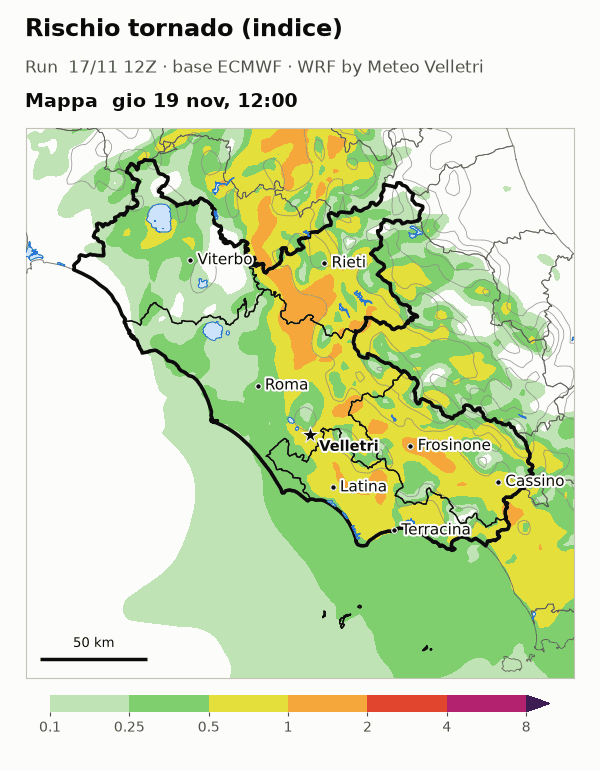 Rischio tornado (indice)
Run  17/11 12Z · base ECMWF · WRF by Meteo Velletri
Mappa  gio 19 nov, 12:00
Viterbo
Rieti
Roma
Velletri
Frosinone
Cassino
Latina
Terracina
50 km
0.1 0.25 0.5 1 2 4 8